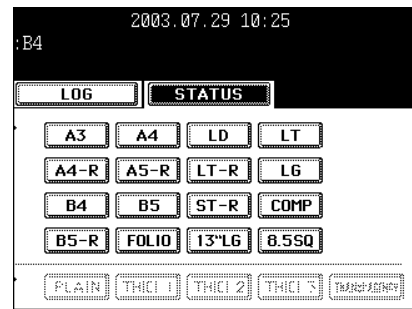 2003.07.29 10:25
:B4
LOG STATUS
A3 A4 LD LT
A4-R A5-R LT-R LG
B4 B5 ST-R COMP
B5-R FOLIO 13"LG 8.5SQ
PLAIN THICK 1 THICK 2 THICK 3